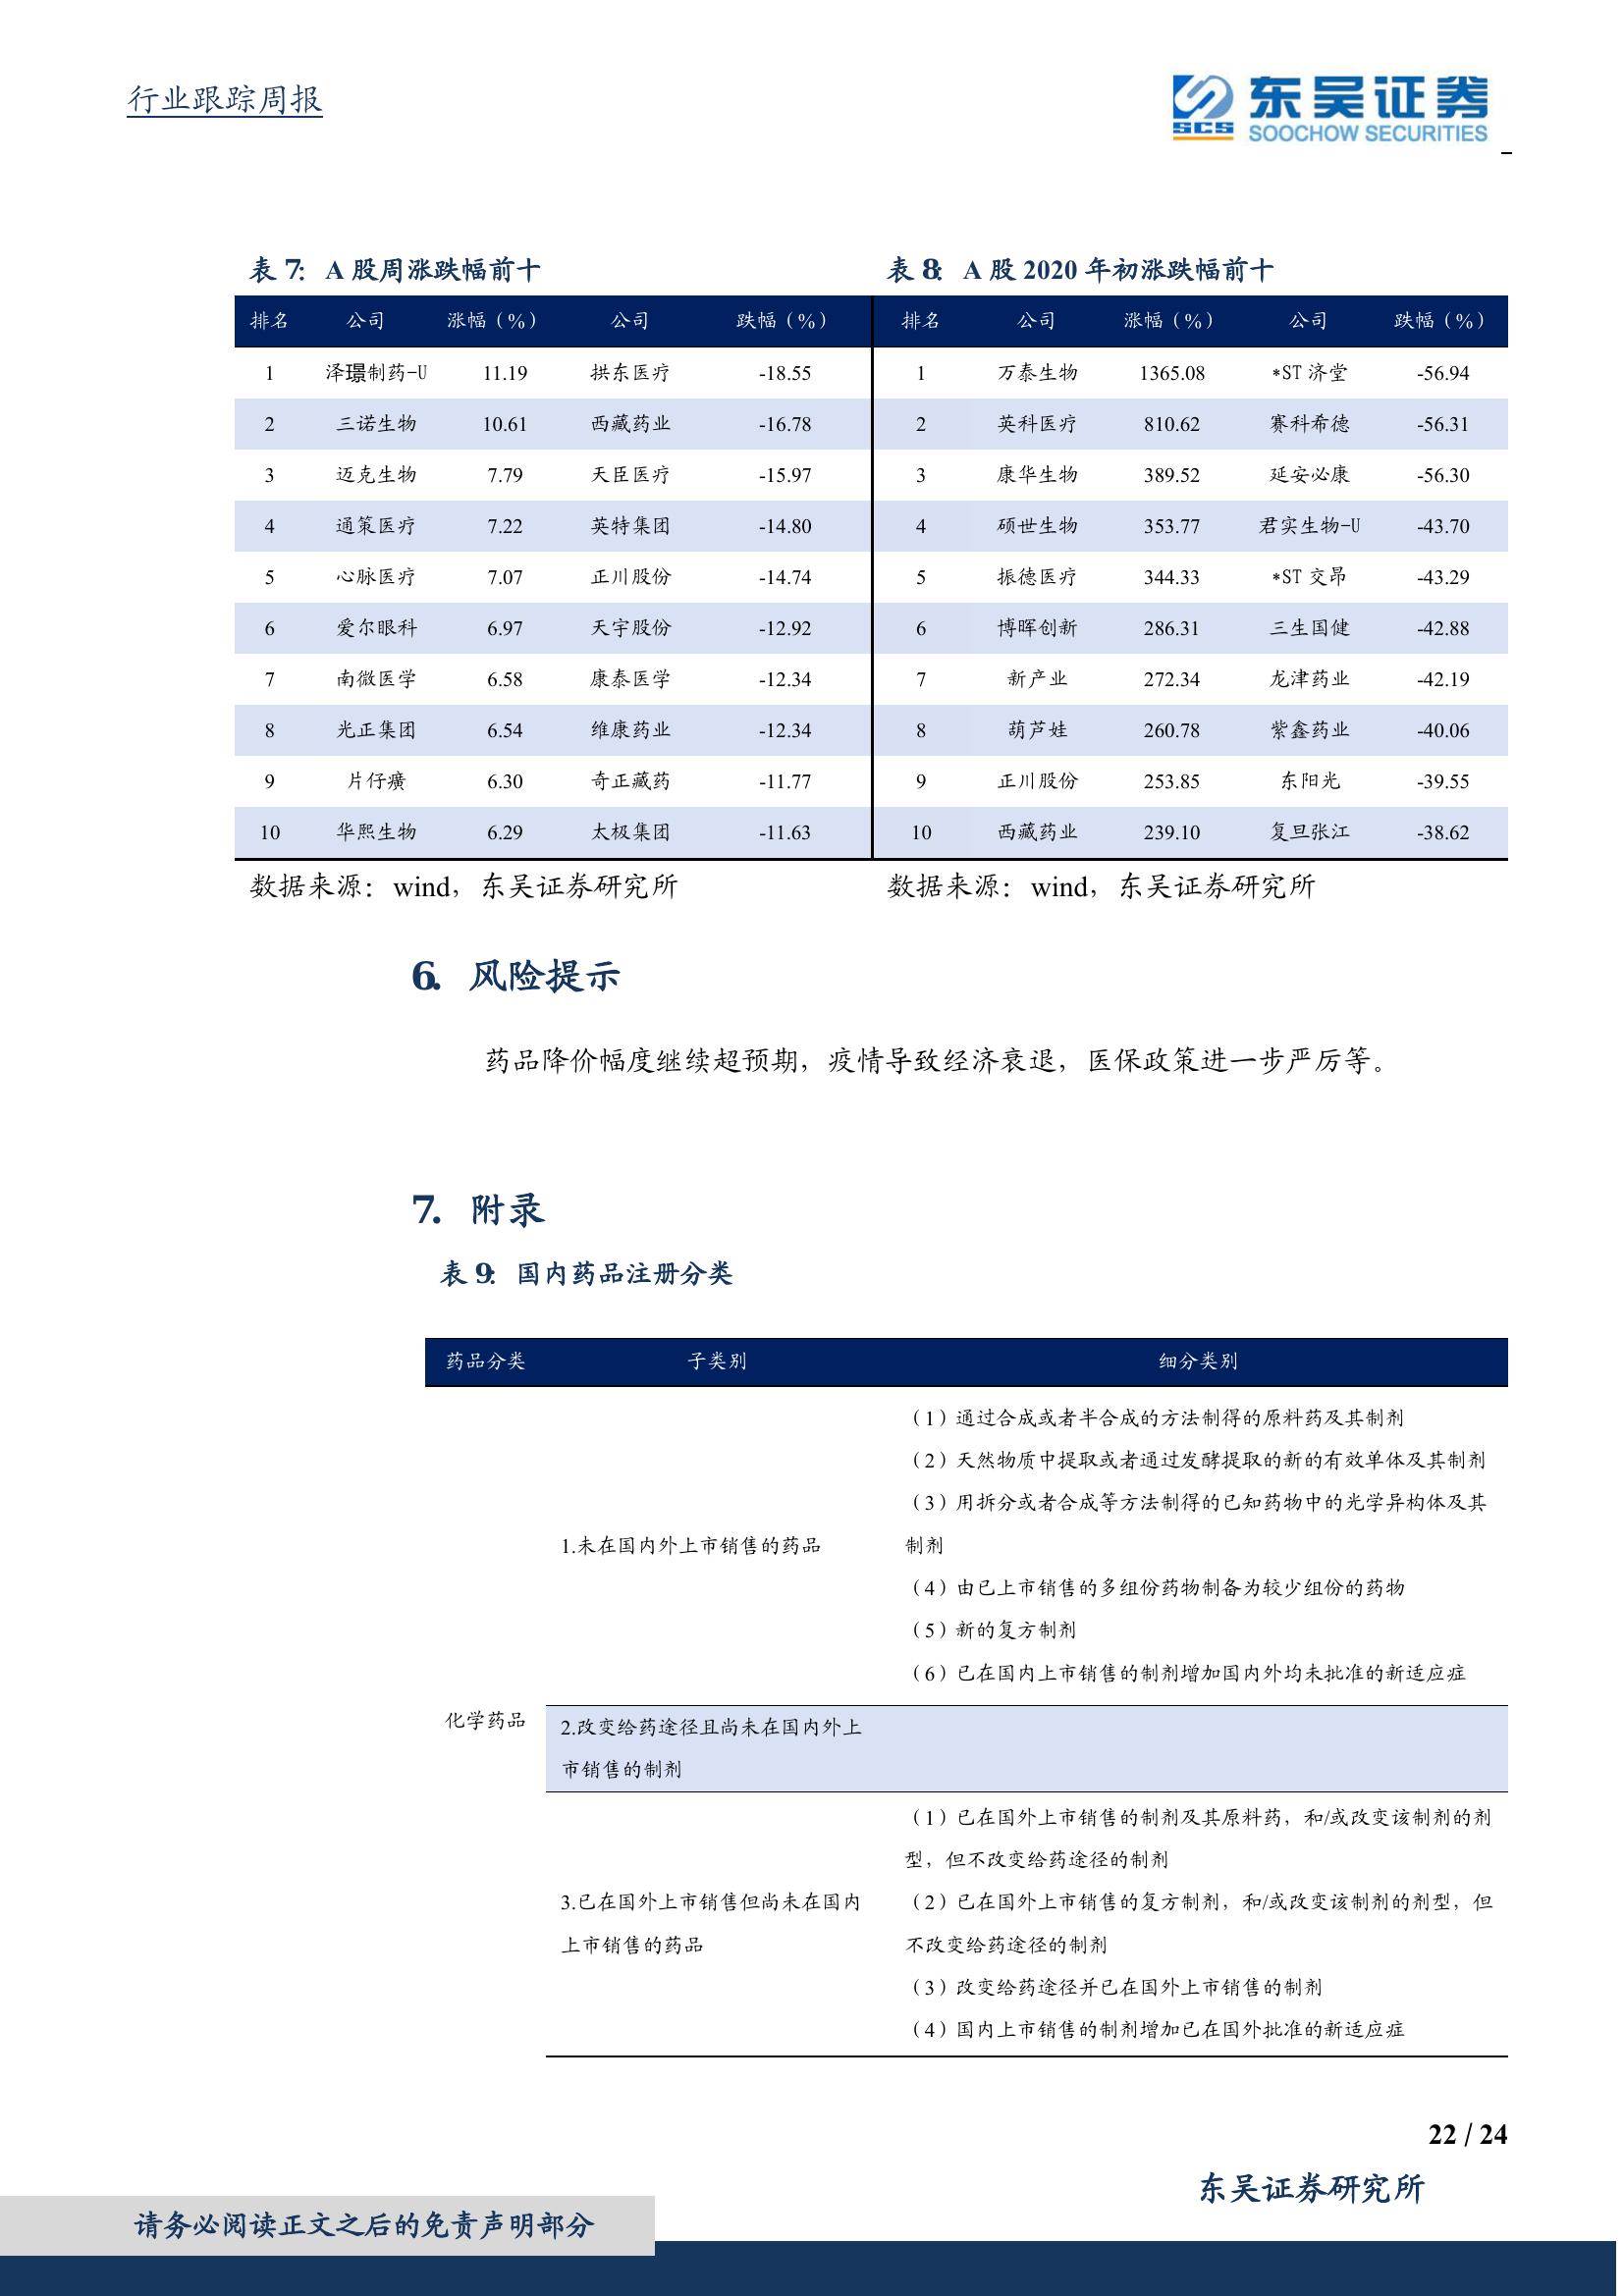 行业跟踪周报
SCS
东吴证券
SOOCHOW SECURITIES
表 7: A 股周涨跌幅前十
表 8: A 股 2020 年初涨跌幅前十
排名 公司 涨幅（%） 公司 跌幅（%） 排名 公司 涨幅（%） 公司 跌幅（%）
1 泽璟制药-U 11.19 拱东医疗 -18.55 1 万泰生物 1365.08 *ST 济堂 -56.94
2 三诺生物 10.61 西藏药业 -16.78 2 英科医疗 810.62 赛科希德 -56.31
3 迈克生物 7.79 天臣医疗 -15.97 3 康华生物 389.52 延安必康 -56.30
4 通策医疗 7.22 英特集团 -14.80 4 硕世生物 353.77 君实生物-U -43.70
5 心脉医疗 7.07 正川股份 -14.74 5 振德医疗 344.33 *ST 交昂 -43.29
6 爱尔眼科 6.97 天宇股份 -12.92 6 博晖创新 286.31 三生国健 -42.88
7 南微医学 6.58 康泰医学 -12.34 7 新产业 272.34 龙津药业 -42.19
8 光正集团 6.54 维康药业 -12.34 8 葫芦娃 260.78 紫鑫药业 -40.06
9 片仔癀 6.30 奇正藏药 -11.77 9 正川股份 253.85 东阳光 -39.55
10 华熙生物 6.29 太极集团 -11.63 10 西藏药业 239.10 复旦张江 -38.62
数据来源：wind，东吴证券研究所
数据来源：wind，东吴证券研究所
6. 风险提示
药品降价幅度继续超预期，疫情导致经济衰退，医保政策进一步严厉等。
7. 附录
表 9: 国内药品注册分类
药品分类 子类别 细分类别
化学药品
1.未在国内外上市销售的药品
（1）通过合成或者半合成的方法制得的原料药及其制剂
（2）天然物质中提取或者通过发酵提取的新的有效单体及其制剂
（3）用拆分或者合成等方法制得的已知药物中的光学异构体及其
制剂
（4）由已上市销售的多组份药物制备为较少组份的药物
（5）新的复方制剂
（6）已在国内上市销售的制剂增加国内外均未批准的新适应症
2.改变给药途径且尚未在国内外上
市销售的制剂
3.已在国外上市销售但尚未在国内
上市销售的药品
（1）已在国外上市销售的制剂及其原料药，和/或改变该制剂的剂
型，但不改变给药途径的制剂
（2）已在国外上市销售的复方制剂，和/或改变该制剂的剂型，但
不改变给药途径的制剂
（3）改变给药途径并已在国外上市销售的制剂
（4）国内上市销售的制剂增加已在国外批准的新适应症
22 / 24
东吴证券研究所
请务必阅读正文之后的免责声明部分